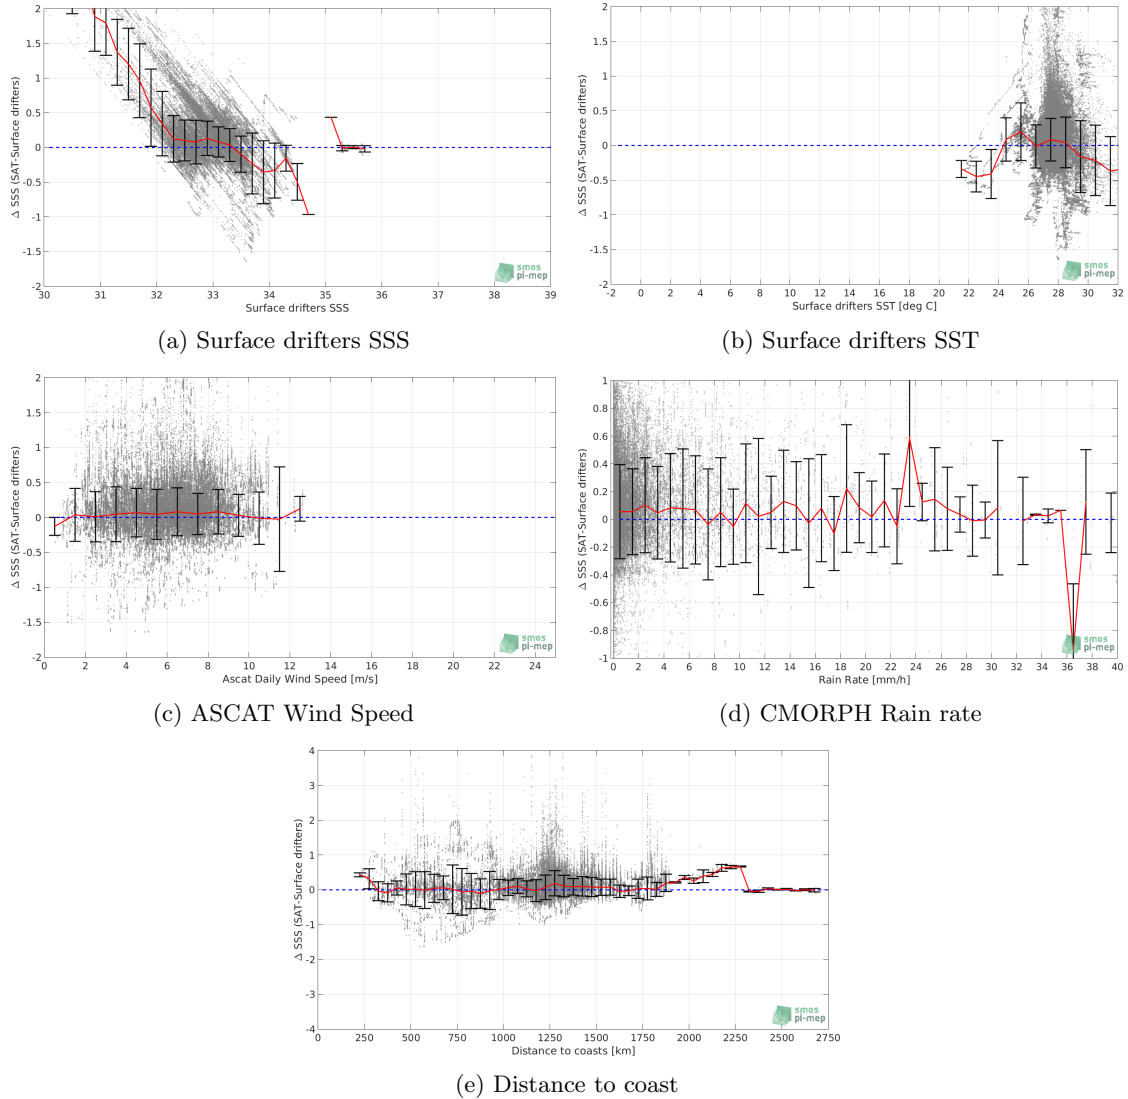 2
1.5
1
0.5
0
-0.5
-1
-1.5
-2
Δ SSS (SAT-Surface drifters)
30 31 32 33 34 35 36 37 38 39
Surface drifters SSS
smos
pi-mep
(a) Surface drifters SSS
2
1.5
1
0.5
0
-0.5
-1
-1.5
-2
Δ SSS (SAT-Surface drifters)
-2 0 2 4 6 8 10 12 14 16 18 20 22 24 26 28 30 32
Surface drifters SST [deg C]
smos
pi-mep
(b) Surface drifters SST
2
1.5
1
0.5
0
-0.5
-1
-1.5
-2
Δ SSS (SAT-Surface drifters)
0 2 4 6 8 10 12 14 16 18 20 22 24
Ascat Daily Wind Speed [m/s]
smos
pi-mep
(c) ASCAT Wind Speed
1
0.8
0.6
0.4
0.2
0
-0.2
-0.4
-0.6
-0.8
-1
Δ SSS (SAT-Surface drifters)
0 2 4 6 8 10 12 14 16 18 20 22 24 26 28 30 32 34 36 38 40
Rain Rate [mm/h]
smos
pi-mep
(d) CMORPH Rain rate
4
3
2
1
0
-1
-2
-3
-4
Δ SSS (SAT-Surface drifters)
0 250 500 750 1000 1250 1500 1750 2000 2250 2500 2750
Distance to coasts [km]
smos
pi-mep
(e) Distance to coast